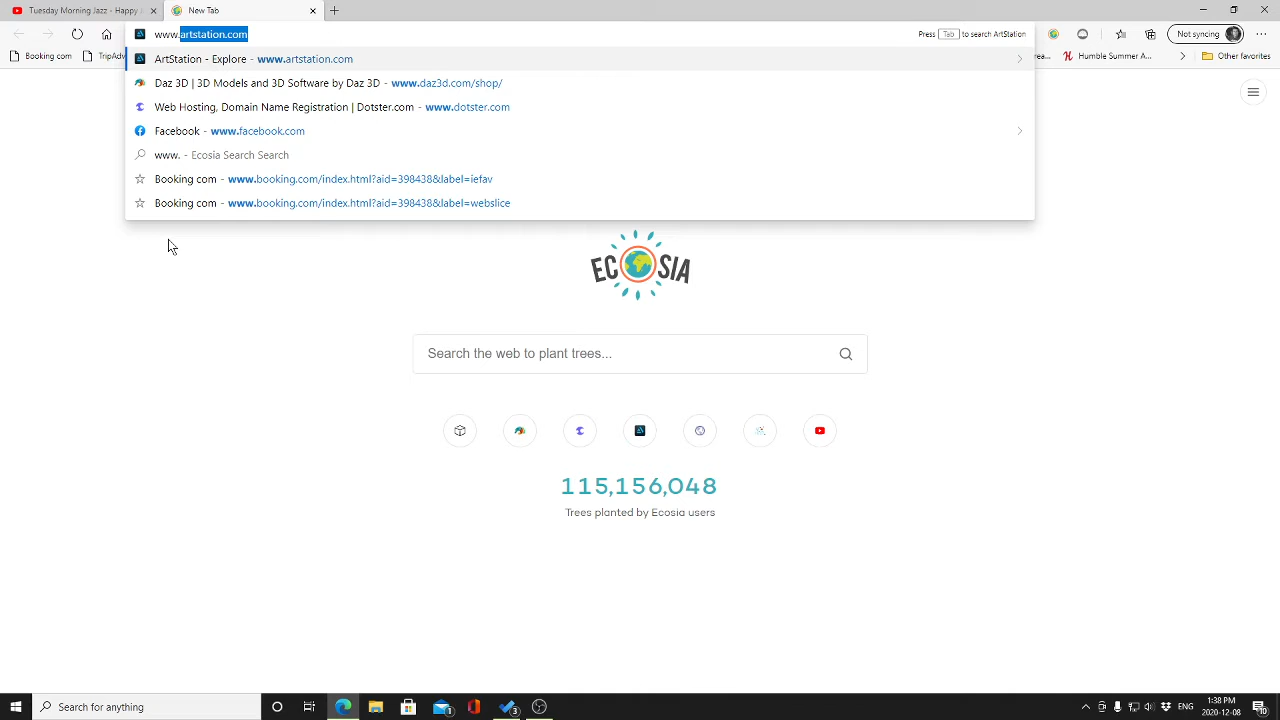 Tuesday Morning Jazz - Happy J
New Tab
www.artstation.com
Press Tab to search ArtStation
Not syncing
Booking.com
TripAdv
ArtStation - Explore - www.artstation.com
rea...
Humble Summer A...
Other favorites
Daz 3D | 3D Models and 3D Software by Daz 3D - www.daz3d.com/shop/
Web Hosting, Domain Name Registration | Dotster.com - www.dotster.com
Facebook - www.facebook.com
www. - Ecosia Search Search
Booking com - www.booking.com/index.html?aid=398438&label=iefav
Booking com - www.booking.com/index.html?aid=398438&label=webslice
ECOSIA
Search the web to plant trees...
115,156,048
Trees planted by Ecosia users
Search for anything
1
3
ENG
1:38 PM
2020-12-08